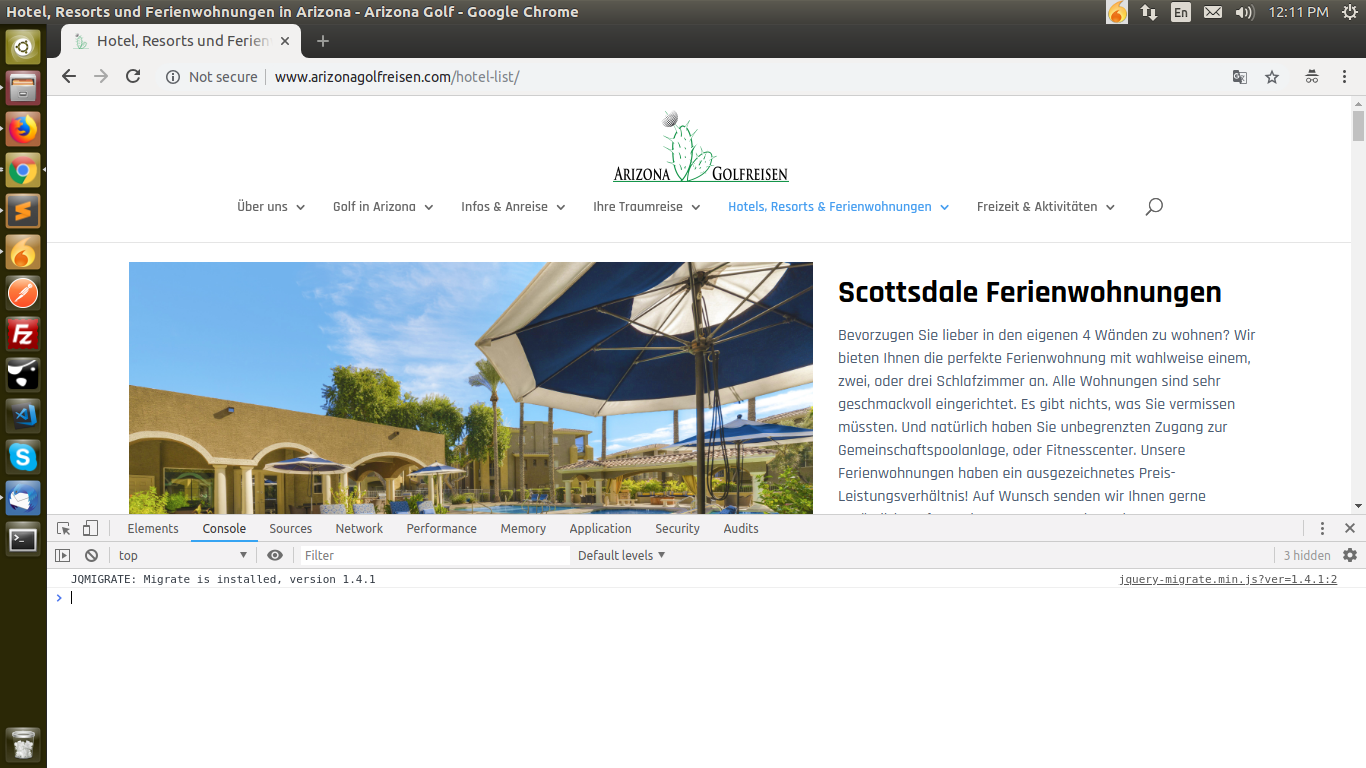 Hotel, Resorts und Ferienwohnungen in Arizona - Arizona Golf - Google Chrome
En
12:11 PM
Hotel, Resorts und Ferien
Not secure
www.arizonagolfreisen.com/hotel-list/
ARIZONA GOLFREISEN
Über uns
Golf in Arizona
Infos & Anreise
Ihre Traumreise
Hotels, Resorts & Ferienwohnungen
Freizeit & Aktivitäten
Scottsdale Ferienwohnungen
Bevorzugen Sie lieber in den eigenen 4 Wänden zu wohnen? Wir
bieten Ihnen die perfekte Ferienwohnung mit wahlweise einem,
zwei, oder drei Schlafzimmer an. Alle Wohnungen sind sehr
geschmackvoll eingerichtet. Es gibt nichts, was Sie vermissen
müssten. Und natürlich haben Sie unbegrenzten Zugang zur
Gemeinschaftspoolanlage, oder Fitnesscenter. Unsere
Ferienwohnungen haben ein ausgezeichnetes Preis-
Leistungsverhältnis! Auf Wunsch senden wir Ihnen gerne
Elements
Console
Sources
Network
Performance
Memory
Application
Security
Audits
top
Filter
Default levels
3 hidden
JQMIGRATE: Migrate is installed, version 1.4.1
jquery-migrate.min.js?ver=1.4.1:2